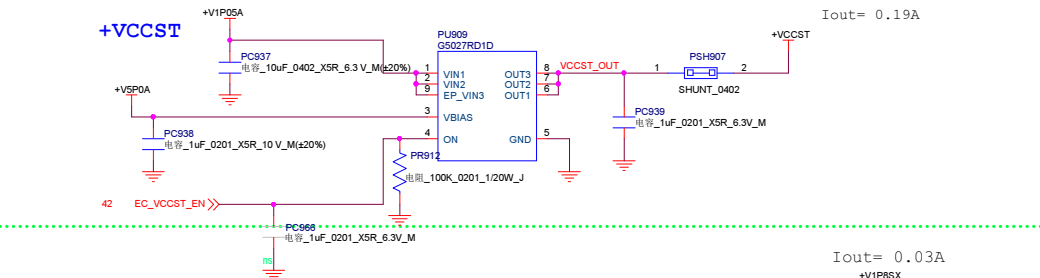 +V1P05A
Iout= 0.19A
+VCCST
PU909
G5027RD1D
+VCCST
PC937
电容_10uF_0402_X5R_6.3 V_M(±20%)
1 VIN1 OUT3 8 VCCST_OUT
2 VIN2 OUT2 7
9 EP_VIN3 OUT1 6
1 PSH907 2
SHUNT_0402
+V5P0A
3 VBIAS
PC939
电容_1uF_0201_X5R_6.3V_M
PC938
电容_1uF_0201_X5R_10 V_M(±20%)
4 ON GND 5
PR912
电阻_100K_0201_1/20W_J
42 EC_VCCST_EN
PC966
电容_1uF_0201_X5R_6.3V_M
ns
Iout= 0.03A
+V1P8SX